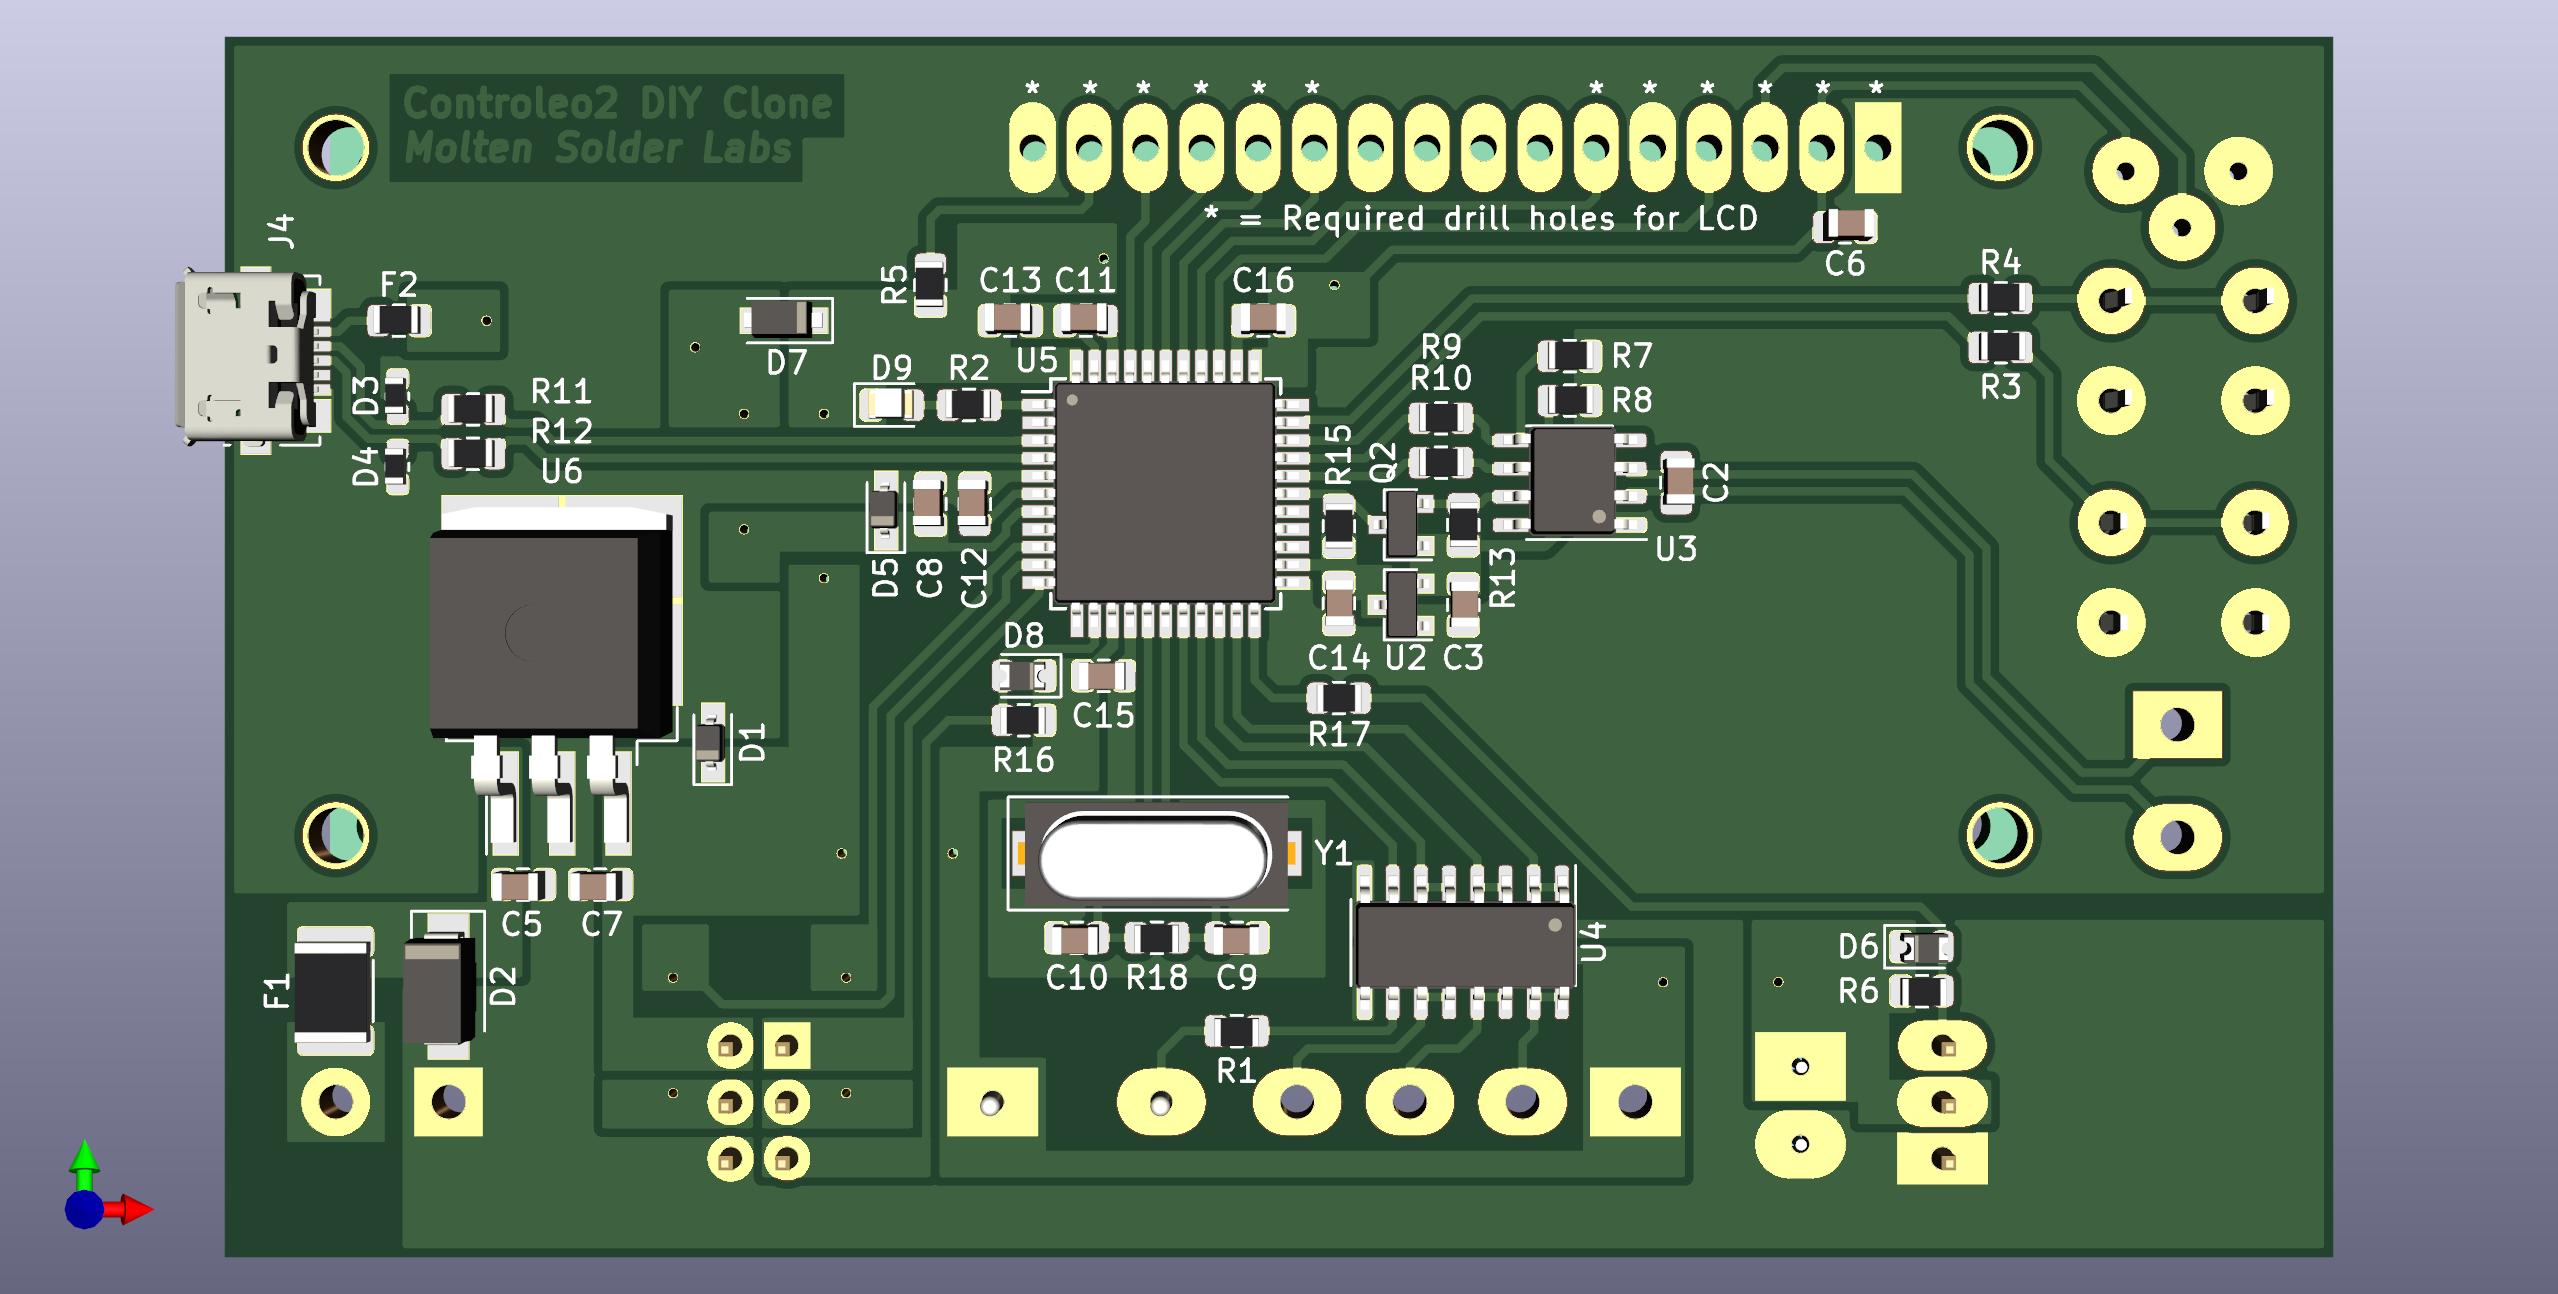 Controleo2 DIY Clone
Molten Solder Labs
* * * * * * * * * * * *
* = Required drill holes for LCD
J4
C6
F2
R5
C13
C11
C16
R4
D7
U5
D9
R2
R9
R10
R7
R8
R3
D3
R11
R12
D4
U6
R15
Q2
C2
D5
C8
C12
R13
U3
D8
C15
R16
C14
U2
C3
R17
D1
Y1
C5
C7
F1
D2
C10
R18
C9
U4
D6
R6
R1